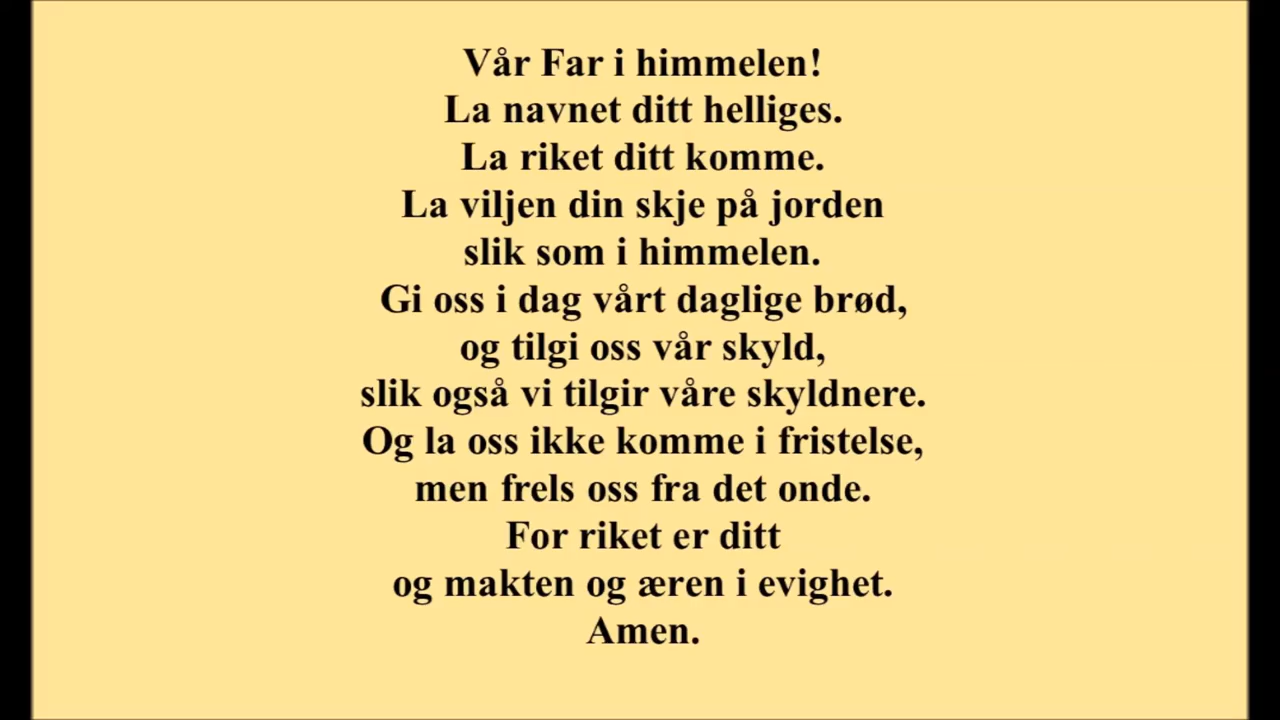 Vår Far i himmelen!
La navnet ditt helliges.
La riket ditt komme.
La viljen din skje på jorden
slik som i himmelen.
Gi oss i dag vårt daglige brød,
og tilgi oss vår skyld,
slik også vi tilgir våre skyldnere.
Og la oss ikke komme i fristelse,
men frels oss fra det onde.
For riket er ditt
og makten og æren i evighet.
Amen.